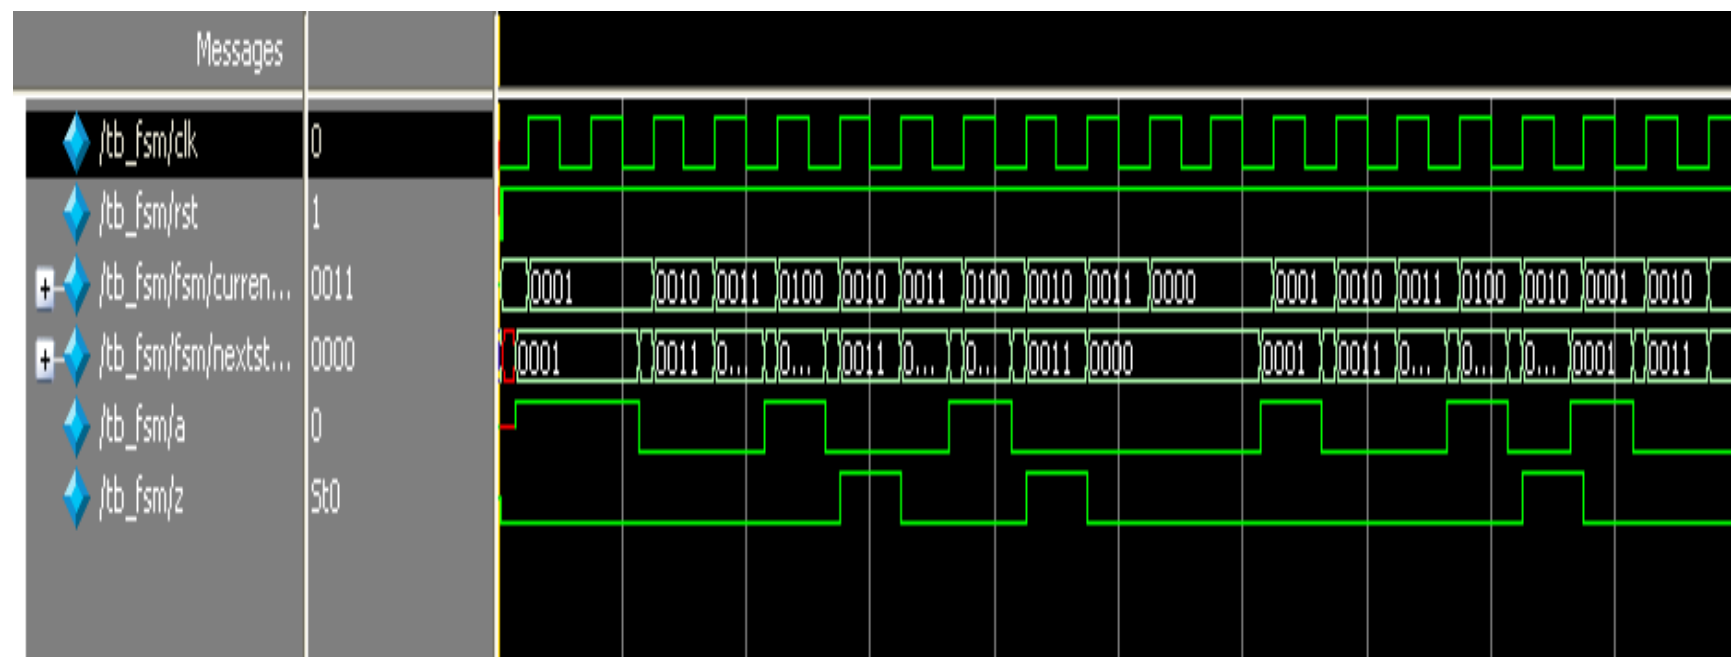 Messages
/tb_fsm/clk 0
/tb_fsm/rst 1
/tb_fsm/fsm/curren... 0011 0001 0010 0011 0100 0010 0011 0100 0010 0011 0000 0001 0010 0011 0100 0010 0001 0010
/tb_fsm/fsm/nextst... 0000 0001 0011 0... 0... 0011 0... 0... 0011 0000 0001 0011 0... 0... 0... 0001 0011
/tb_fsm/a 0
/tb_fsm/z St0